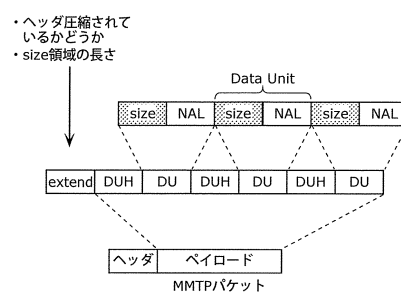 ・ヘッダ圧縮されて
いるかどうか
・size領域の長さ
Data Unit
size NAL size NAL size NAL
extend DUH DU DUH DU DUH DU
ヘッダ ペイロード
MMTPパケット